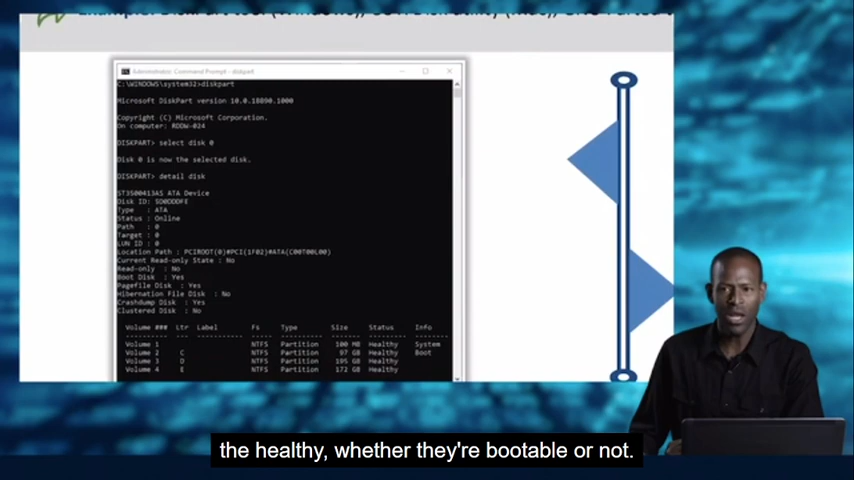 Administrator: Command Prompt - diskpart
C:\WINDOWS\system32>diskpart
Microsoft DiskPart version 10.0.18890.1000
Copyright (C) Microsoft Corporation.
On computer: RDDW-024
DISKPART> select disk 0
Disk 0 is now the selected disk.
DISKPART> detail disk
ST3500413AS ATA Device
Disk ID: 5D0DDDFE
Type : ATA
Status : Online
Path : 0
Target : 0
LUN ID : 0
Location Path : PCIROOT(0)#PCI(1F02)#ATA(C00T00L00)
Current Read-only State : No
Read-only : No
Boot Disk : Yes
Pagefile Disk : Yes
Hibernation File Disk : No
Crashdump Disk : Yes
Clustered Disk : No
Volume ### Ltr Label Fs Type Size Status Info
Volume 1 NTFS Partition 100 MB Healthy System
Volume 2 C NTFS Partition 97 GB Healthy Boot
Volume 3 D NTFS Partition 195 GB Healthy
Volume 4 E NTFS Partition 172 GB Healthy
the healthy, whether they're bootable or not.